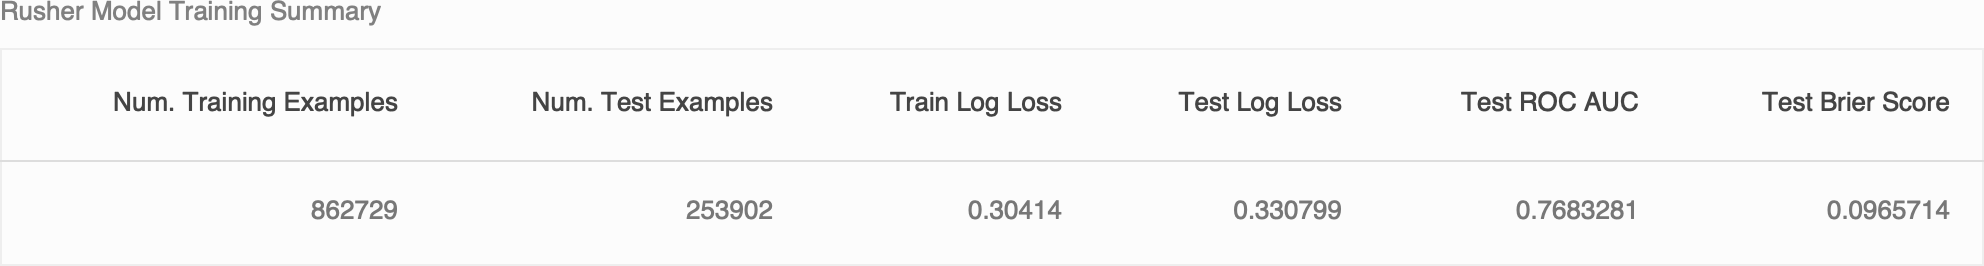 Rusher Model Training Summary
Num. Training Examples Num. Test Examples Train Log Loss Test Log Loss Test ROC AUC Test Brier Score
862729 253902 0.30414 0.330799 0.7683281 0.0965714